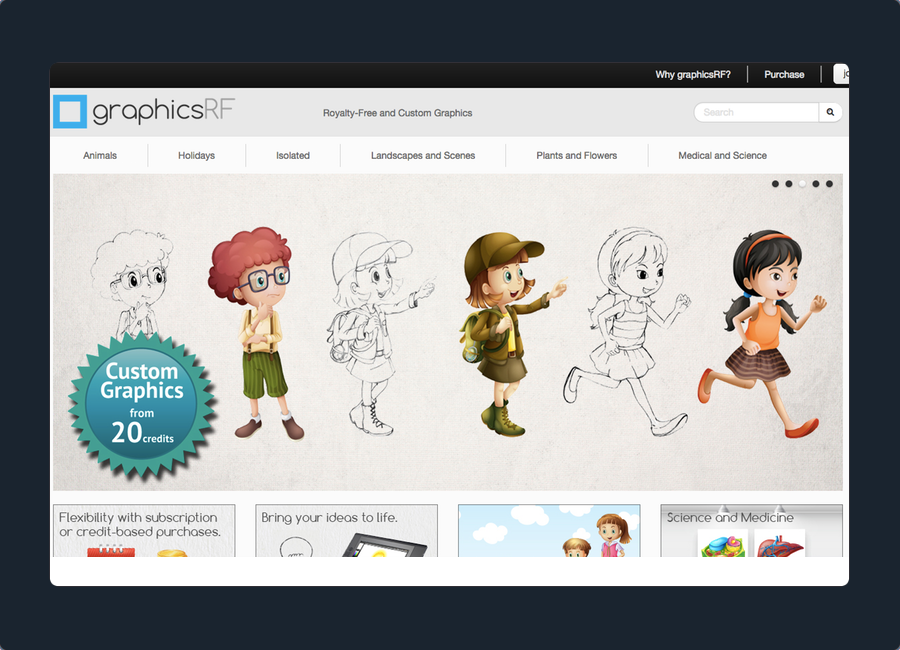 Why graphicsRF?
Purchase
graphicsRF
Royalty-Free and Custom Graphics
Search
Animals
Holidays
Isolated
Landscapes and Scenes
Plants and Flowers
Medical and Science
Custom
Graphics
from
20 credits
Flexibility with subscription
or credit-based purchases.
Bring your ideas to life.
Science and Medicine